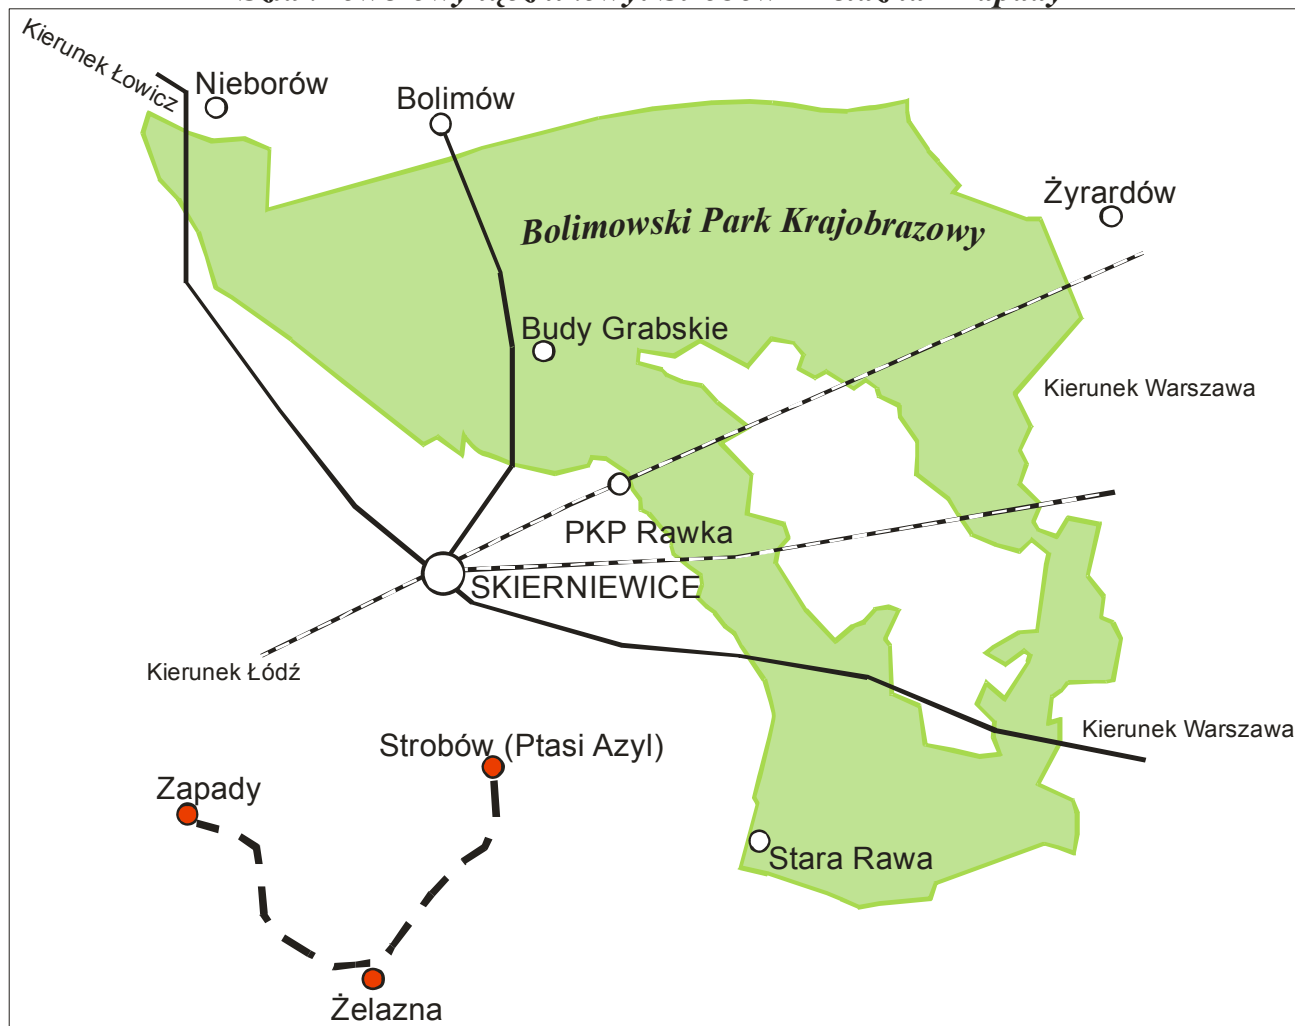 Kierunek Łowicz
Nieborów
Bolimów
Żyrardów
Bolimowski Park Krajobrazowy
Budy Grabskie
Kierunek Warszawa
PKP Rawka
SKIERNIEWICE
Kierunek Łódź
Kierunek Warszawa
Strobów (Ptasi Azyl)
Zapady
Stara Rawa
Żelazna